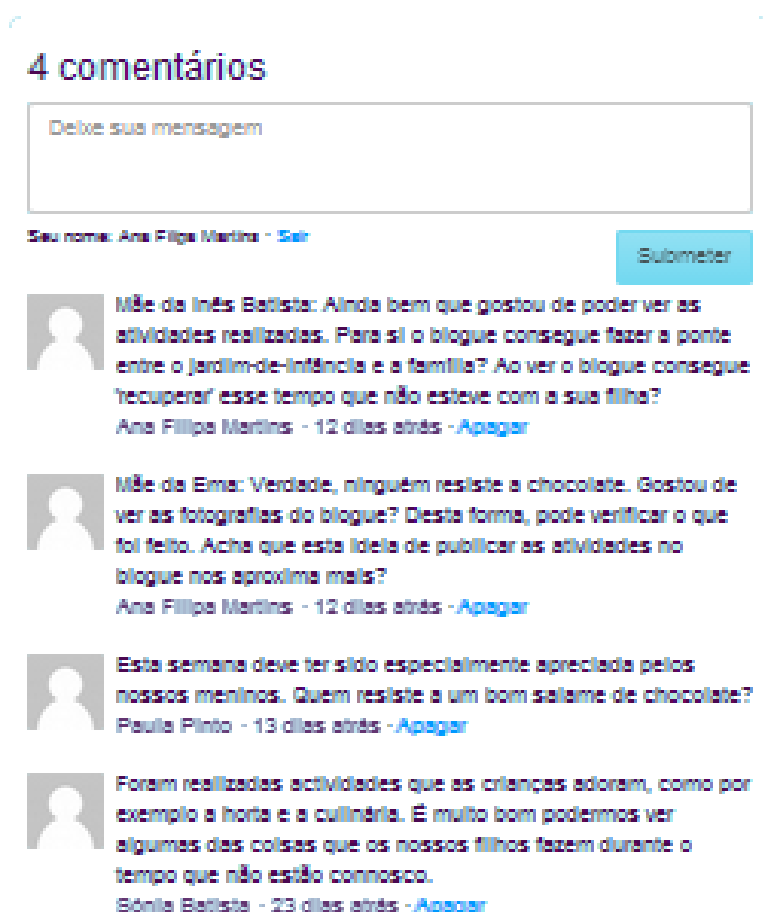 4 comentários
Deixe sua mensagem
Seu nome: Ana Filipa Martins - Sair
Submeter
Mãe da Inês Batista: Ainda bem que gostou de poder ver as
atividades realizadas. Para si o blogue consegue fazer a ponte
entre o jardim-de-infância e a família? Ao ver o blogue consegue
'recuperar' esse tempo que não esteve com a sua filha?
Ana Filipa Martins - 12 dias atrás - Apagar
Mãe da Ema: Verdade, ninguém resiste a chocolate. Gostou de
ver as fotografias do blogue? Desta forma, pode verificar o que
foi feito. Acha que esta ideia de publicar as atividades no
blogue nos aproxima mais?
Ana Filipa Martins - 12 dias atrás - Apagar
Esta semana deve ter sido especialmente apreciada pelos
nossos meninos. Quem resiste a um bom salame de chocolate?
Paula Pinto - 13 dias atrás - Apagar
Foram realizadas actividades que as crianças adoram, como por
exemplo a horta e a culinária. É muito bom podermos ver
algumas das coisas que os nossos filhos fazem durante o
tempo que não estão connosco.
Sónia Batista - 23 dias atrás - Apagar